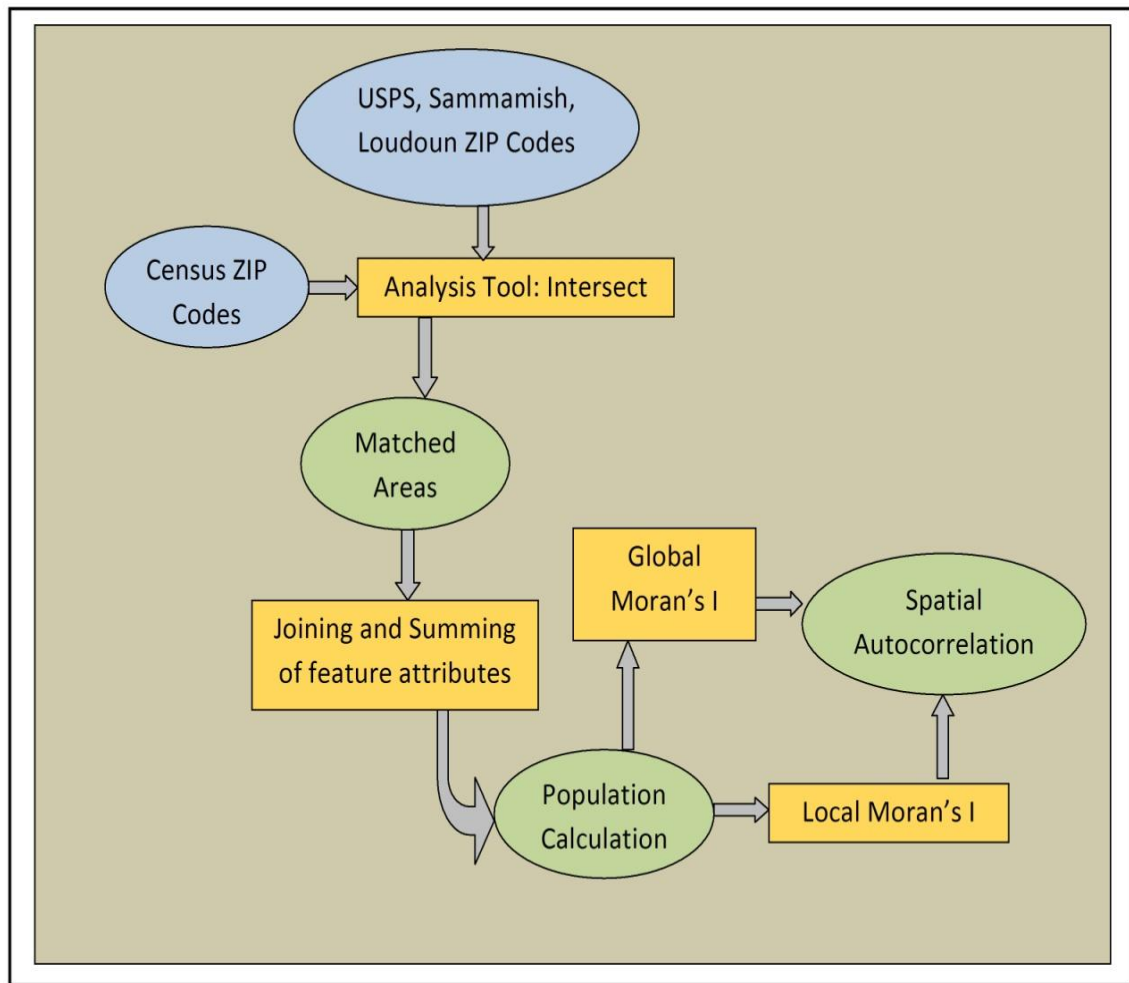 USPS, Sammamish,
Loudoun ZIP Codes
Census ZIP
Codes
Analysis Tool: Intersect
Matched
Areas
Joining and Summing
of feature attributes
Global
Moran’s I
Spatial
Autocorrelation
Population
Calculation
Local Moran’s I